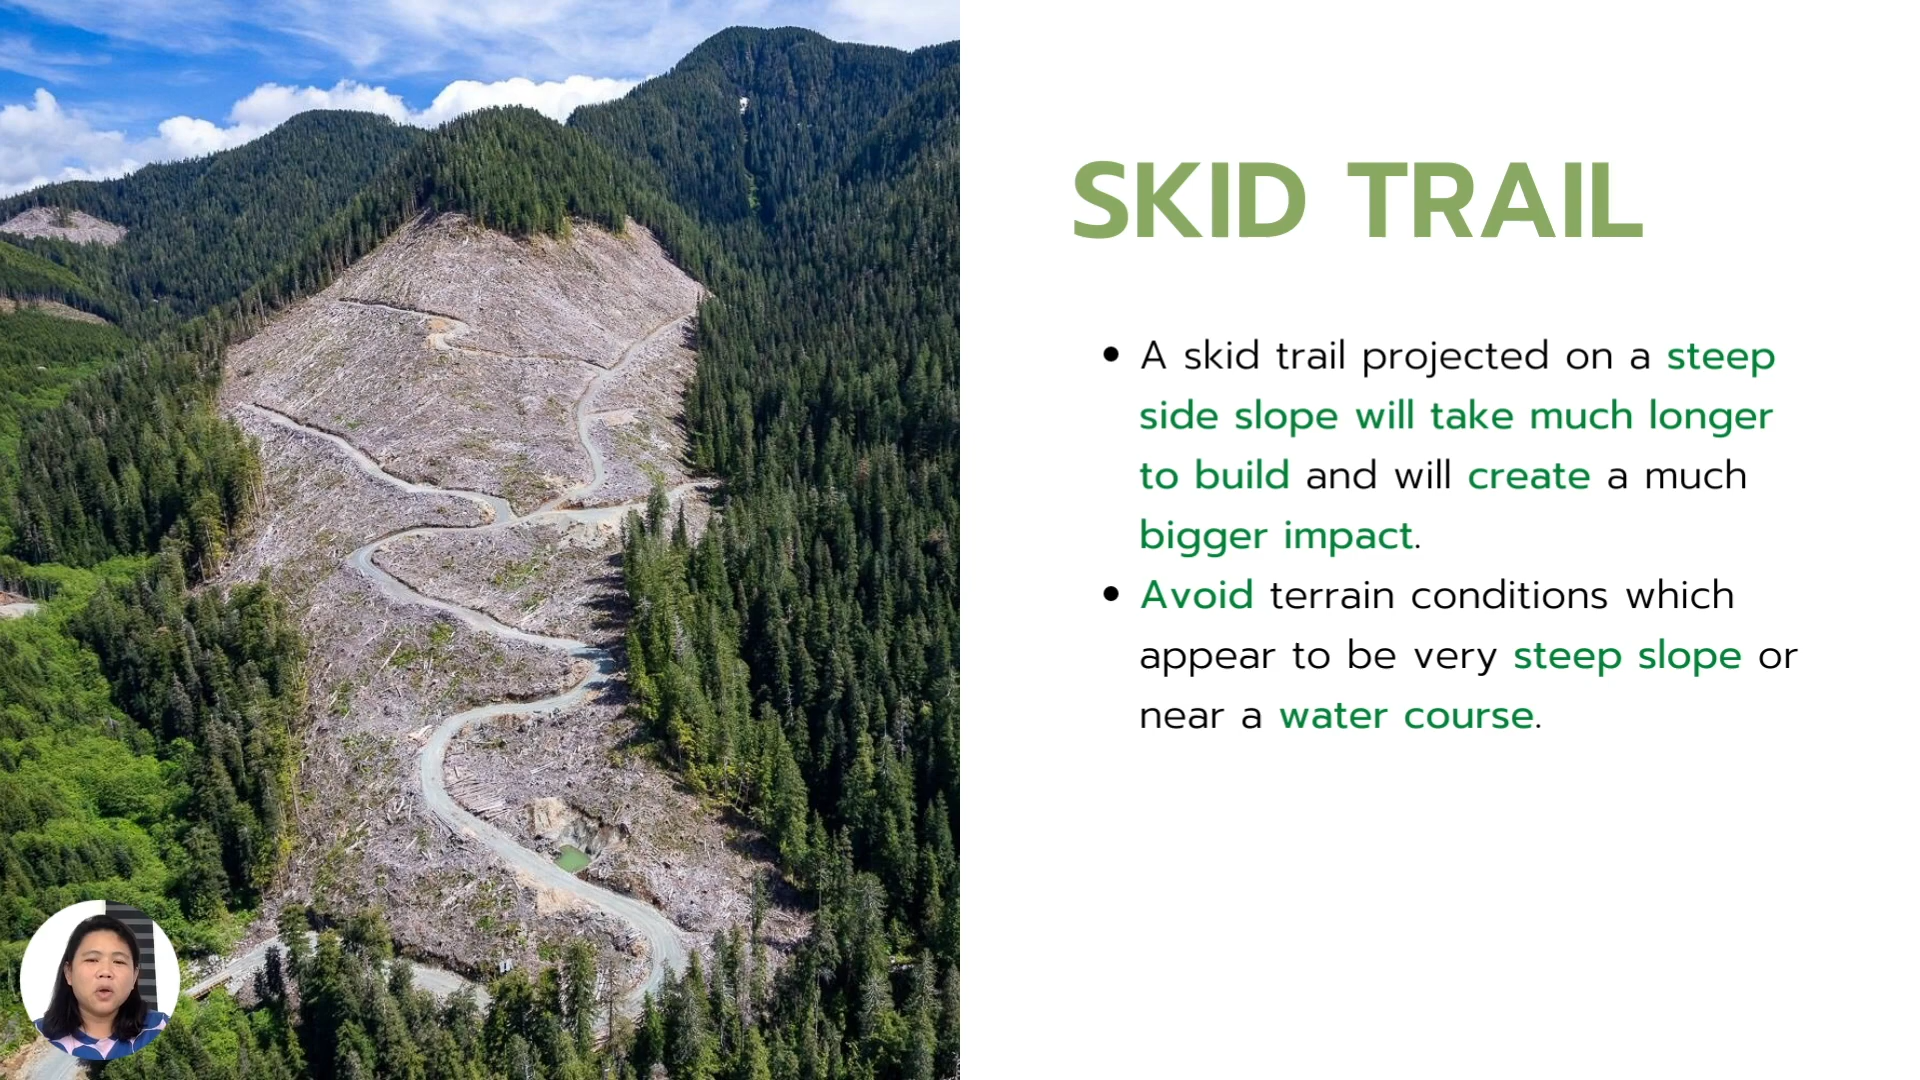 SKID TRAIL
• A skid trail projected on a steep
side slope will take much longer
to build and will create a much
bigger impact.
• Avoid terrain conditions which
appear to be very steep slope or
near a water course.